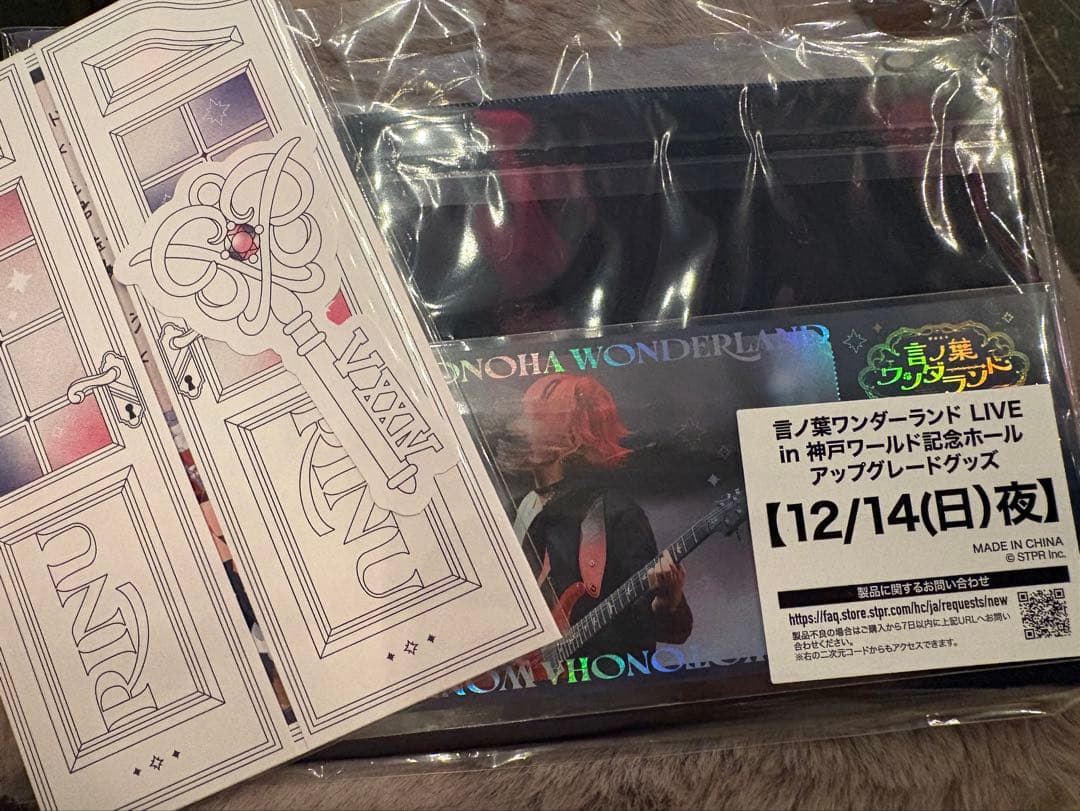 RINU
RINU
MXXIV
WONDERLAND
言ノ葉
ワンダーランド
言ノ葉ワンダーランド LIVE
in 神戸ワールド記念ホール
アップグレードグッズ
【12/14(日)夜】
MADE IN CHINA
© STPR Inc.
製品に関するお問い合わせ
https://faq.store.stpr.com/hc/ja/requests/new
製品不良の場合はご購入から7日以内に上記URLへお問い
合わせください。
※右の二次元コードからもアクセスできます。